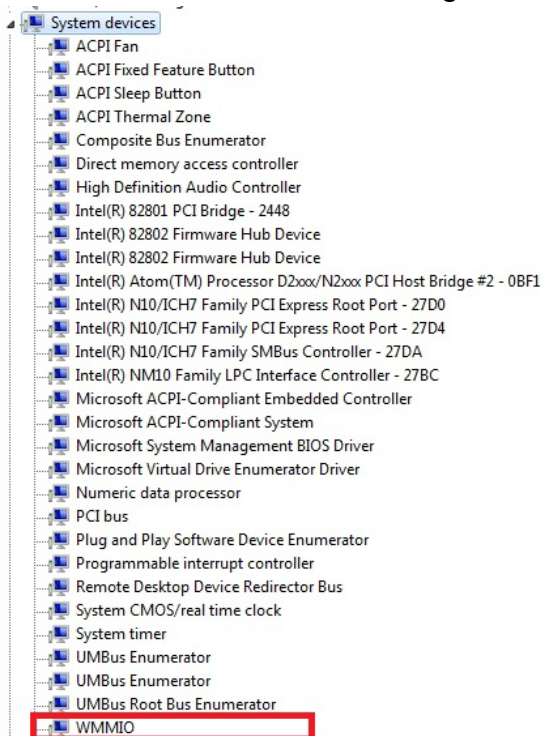 System devices
ACPI Fan
ACPI Fixed Feature Button
ACPI Sleep Button
ACPI Thermal Zone
Composite Bus Enumerator
Direct memory access controller
High Definition Audio Controller
Intel(R) 82801 PCI Bridge - 2448
Intel(R) 82802 Firmware Hub Device
Intel(R) 82802 Firmware Hub Device
Intel(R) Atom(TM) Processor D2xxx/N2xxx PCI Host Bridge #2 - 0BF1
Intel(R) N10/ICH7 Family PCI Express Root Port - 27D0
Intel(R) N10/ICH7 Family PCI Express Root Port - 27D4
Intel(R) N10/ICH7 Family SMBus Controller - 27DA
Intel(R) NM10 Family LPC Interface Controller - 27BC
Microsoft ACPI-Compliant Embedded Controller
Microsoft ACPI-Compliant System
Microsoft System Management BIOS Driver
Microsoft Virtual Drive Enumerator Driver
Numeric data processor
PCI bus
Plug and Play Software Device Enumerator
Programmable interrupt controller
Remote Desktop Device Redirector Bus
System CMOS/real time clock
System timer
UMBus Enumerator
UMBus Enumerator
UMBus Root Bus Enumerator
WMMIO